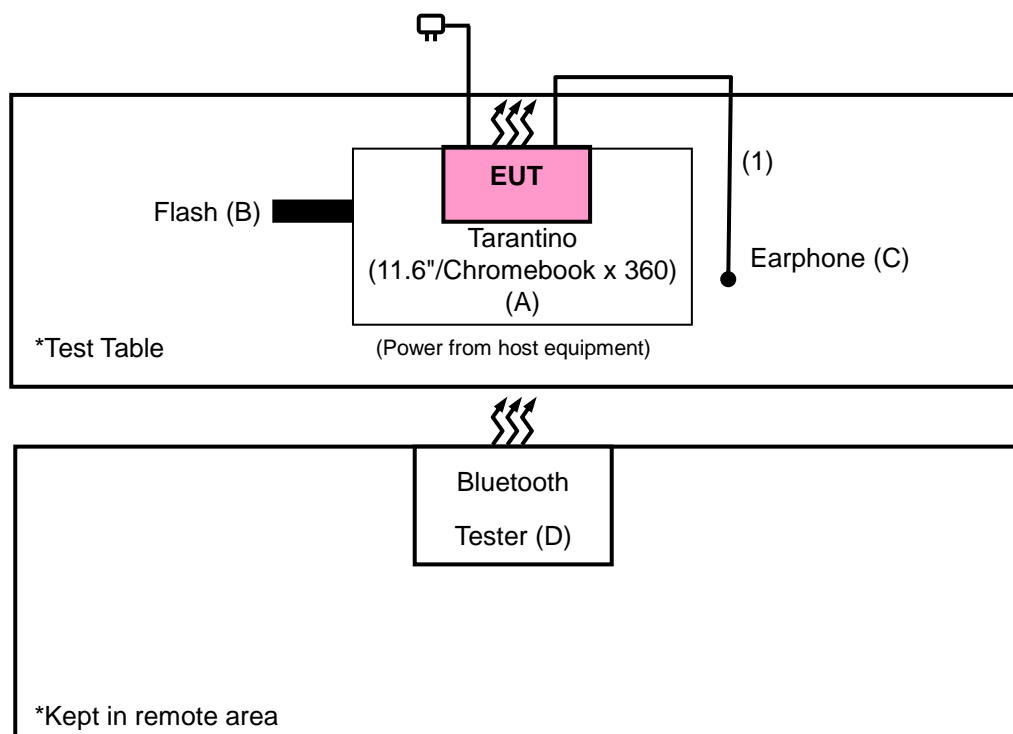 EUT
(1)
Flash (B)
Tarantino
(11.6"/Chromebook x 360)
(A)
Earphone (C)
*Test Table
(Power from host equipment)
Bluetooth
Tester (D)
*Kept in remote area